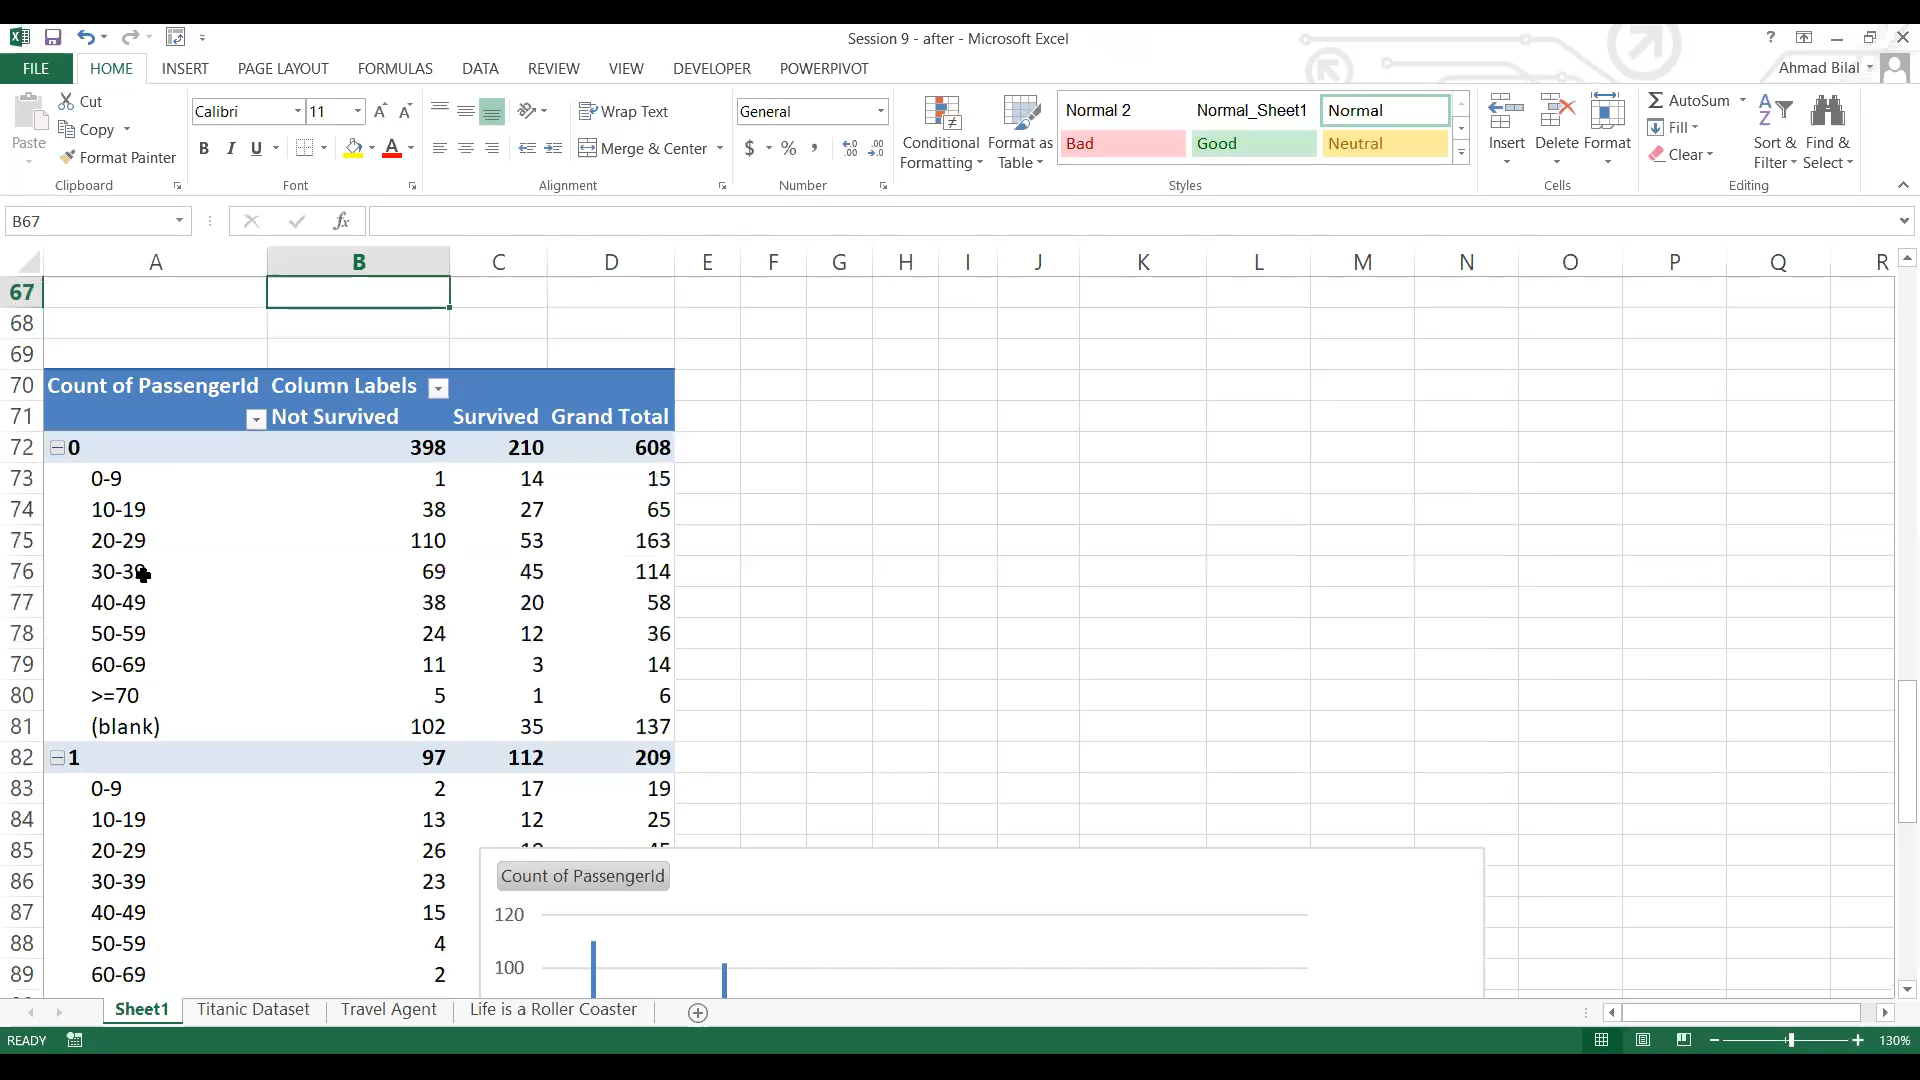 Session 9 - after - Microsoft Excel
?
FILE HOME INSERT PAGE LAYOUT FORMULAS DATA REVIEW VIEW DEVELOPER POWERPIVOT Ahmad Bilal
Paste
Cut
Copy
Format Painter
Clipboard
Calibri 11
B I U
Font
Wrap Text
Merge & Center
Alignment
General
$ % ,
Number
Conditional Formatting
Format as Table
Normal 2 Normal_Sheet1 Normal
Bad Good Neutral
Styles
Insert Delete Format
Cells
AutoSum
Fill
Clear
Sort & Filter
Find & Select
Editing
B67 fx
A B C D E F G H I J K L M N O P Q R
67
68
69
70 Count of PassengerId Column Labels
71 Not Survived Survived Grand Total
72 0 398 210 608
73 0-9 1 14 15
74 10-19 38 27 65
75 20-29 110 53 163
76 30-39 69 45 114
77 40-49 38 20 58
78 50-59 24 12 36
79 60-69 11 3 14
80 >=70 5 1 6
81 (blank) 102 35 137
82 1 97 112 209
83 0-9 2 17 19
84 10-19 13 12 25
85 20-29 26
86 30-39 23
87 40-49 15
88 50-59 4
89 60-69 2
Count of PassengerId
120
100
Sheet1 Titanic Dataset Travel Agent Life is a Roller Coaster
READY 130%